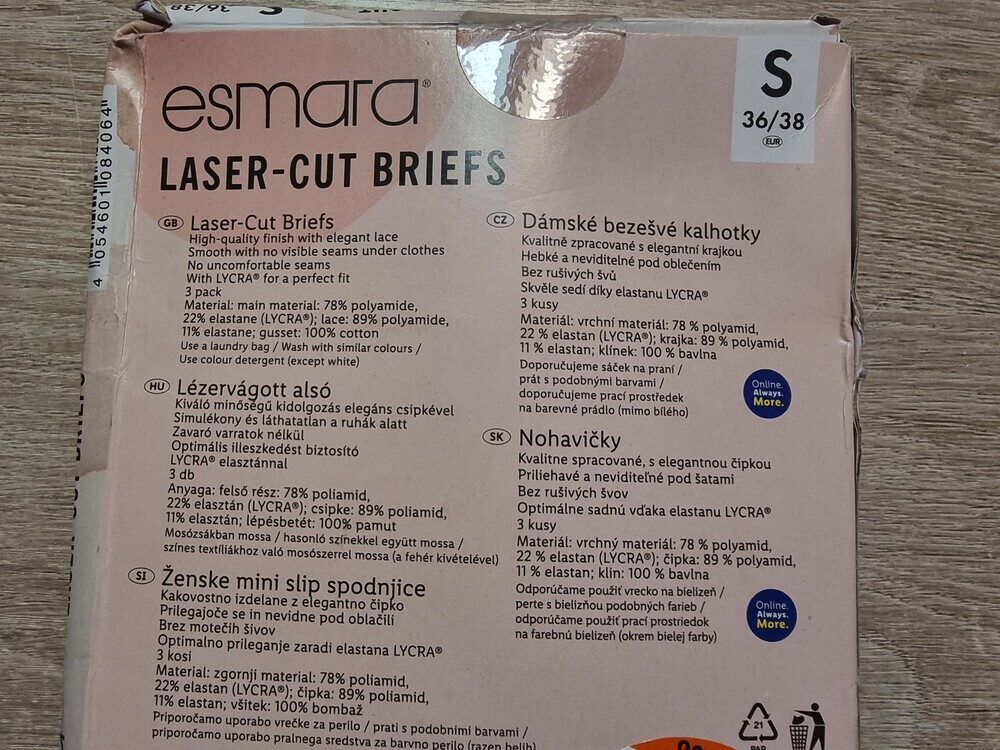 esmara®
LASER-CUT BRIEFS
S
36/38
EUR
4 054601 084064
GB Laser-Cut Briefs
High-quality finish with elegant lace
Smooth with no visible seams under clothes
No uncomfortable seams
With LYCRA® for a perfect fit
3 pack
Material: main material: 78% polyamide,
22% elastane (LYCRA®); lace: 89% polyamide,
11% elastane; gusset: 100% cotton
Use a laundry bag / Wash with similar colours /
Use colour detergent (except white)
HU Lézervágott alsó
Kiváló minőségű kidolgozás elegáns csipkével
Simulékony és láthatatlan a ruhák alatt
Zavaró varratok nélkül
Optimális illeszkedést biztosító
LYCRA® elasztánnal
3 db
Anyaga: felső rész: 78% poliamid,
22% elasztán (LYCRA®); csipke: 89% poliamid,
11% elasztán; lépésbetét: 100% pamut
Mosózsákban mossa / hasonló színekkel együtt mossa /
színes textíliákhoz való mosószerrel mossa (a fehér kivételével)
SI Ženske mini slip spodnjice
Kakovostno izdelane z elegantno čipko
Prilegajoče se in nevidne pod oblačili
Brez motečih šivov
Optimalno prileganje zaradi elastana LYCRA®
3 kosi
Material: zgornji material: 78% poliamid,
22% elastan (LYCRA®); čipka: 89% poliamid,
11% elastan; všitek: 100% bombaž
Priporočamo uporabo vrečke za perilo / prati s podobnimi barvami /
priporočamo uporabo pralnega sredstva za barvno perilo (razen belih)
CZ Dámské bezešvé kalhotky
Kvalitně zpracované s elegantní krajkou
Hebké a neviditelné pod oblečením
Bez rušivých švů
Skvěle sedí díky elastanu LYCRA®
3 kusy
Materiál: vrchní materiál: 78 % polyamid,
22 % elastan (LYCRA®); krajka: 89 % polyamid,
11 % elastan; klínek: 100 % bavlna
Doporučujeme sáček na praní /
prát s podobnými barvami /
doporučujeme prací prostředek
na barevné prádlo (mimo bílého)
Online.
Always.
More.
SK Nohavičky
Kvalitne spracované, s elegantnou čipkou
Priliehavé a neviditeľné pod šatami
Bez rušivých švov
Optimálne sadnú vďaka elastanu LYCRA®
3 kusy
Materiál: vrchný materiál: 78 % polyamid,
22 % elastan (LYCRA®); čipka: 89 % polyamid,
11 % elastan; klin: 100 % bavlna
Odporúčame použiť vrecko na bielizeň /
perte s bielizňou podobných farieb /
odporúčame použiť prací prostriedok
na farebnú bielizeň (okrem bielej farby)
Online.
Always.
More.
21
PAP